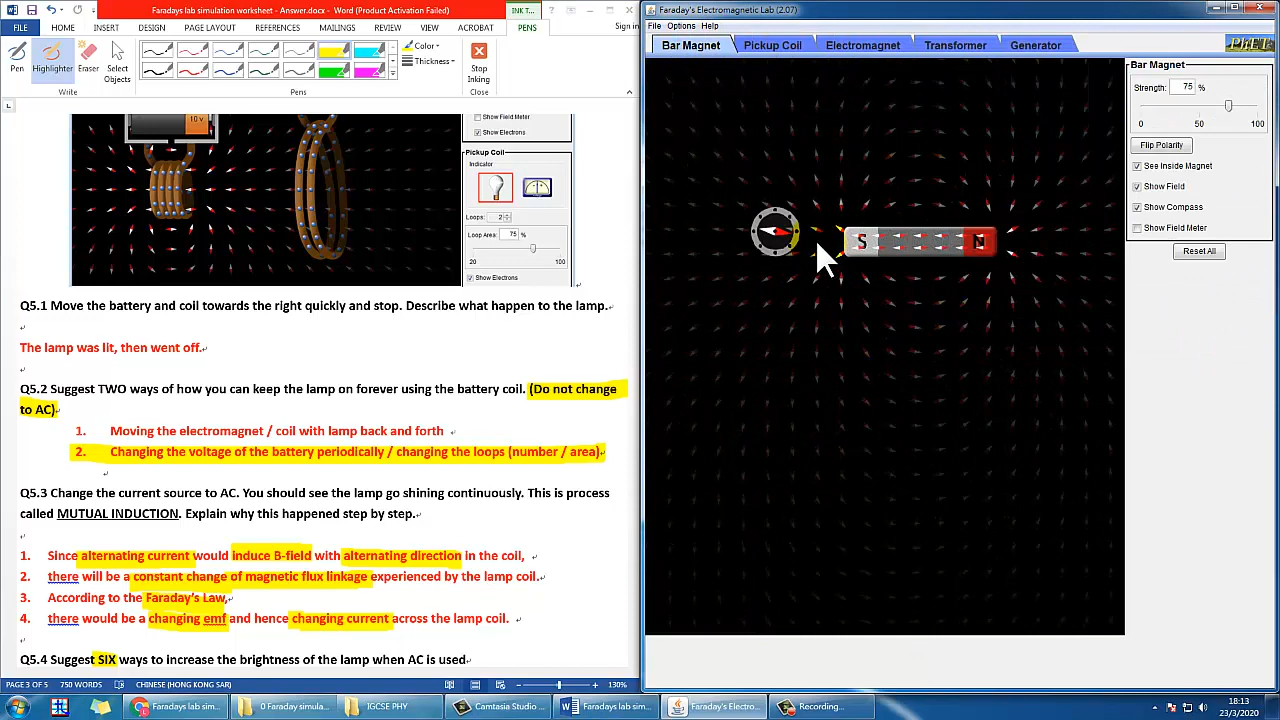 Faradays lab simulation worksheet - Answer.docx - Word (Product Activation Failed)
INK T...
FILE HOME INSERT DESIGN PAGE LAYOUT REFERENCES MAILINGS REVIEW VIEW ACROBAT PENS Sign in
Pen Highlighter Eraser Select Objects
Color
Thickness
Stop Inking
Write Pens Close
10 v
Show Field Meter
Show Electrons
Pickup Coil
Indicator
Loops: 2
Loop Area: 75 %
20 100
Show Electrons
Q5.1 Move the battery and coil towards the right quickly and stop. Describe what happen to the lamp.
The lamp was lit, then went off.
Q5.2 Suggest TWO ways of how you can keep the lamp on forever using the battery coil. (Do not change
to AC)
1. Moving the electromagnet / coil with lamp back and forth
2. Changing the voltage of the battery periodically / changing the loops (number / area)
Q5.3 Change the current source to AC. You should see the lamp go shining continuously. This is process
called MUTUAL INDUCTION. Explain why this happened step by step.
1. Since alternating current would induce B-field with alternating direction in the coil,
2. there will be a constant change of magnetic flux linkage experienced by the lamp coil.
3. According to the Faraday's Law,
4. there would be a changing emf and hence changing current across the lamp coil.
Q5.4 Suggest SIX ways to increase the brightness of the lamp when AC is used
PAGE 3 OF 5 750 WORDS CHINESE (HONG KONG SAR) 130%
Faraday's Electromagnetic Lab (2.07)
File Options Help
Bar Magnet Pickup Coil Electromagnet Transformer Generator
PhET
S N
Bar Magnet
Strength: 75 %
0 50 100
Flip Polarity
See Inside Magnet
Show Field
Show Compass
Show Field Meter
Reset All
Faradays lab sim... 0 Faraday simulati... IGCSE PHY Camtasia Studio ... Faradays lab sim... Faraday's Electro... Recording...
18:13
23/3/2020